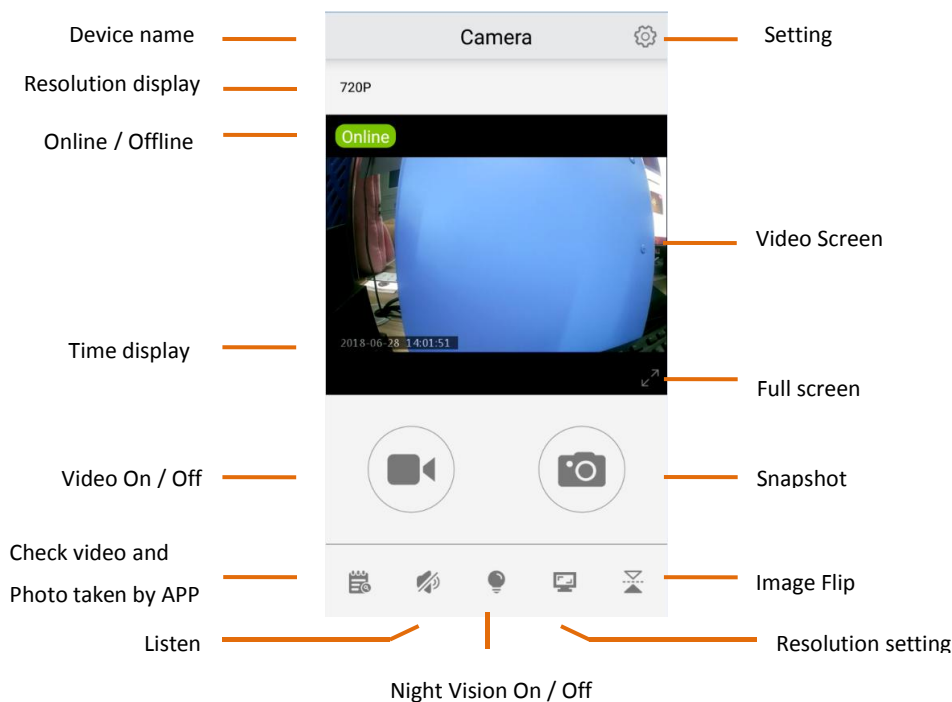 Device name
Camera
Setting
Resolution display
720P
Online / Offline
Online
Video Screen
Time display
2018-06-28 14:01:51
Full screen
Video On / Off
Snapshot
Check video and
Photo taken by APP
Image Flip
Listen
Resolution setting
Night Vision On / Off